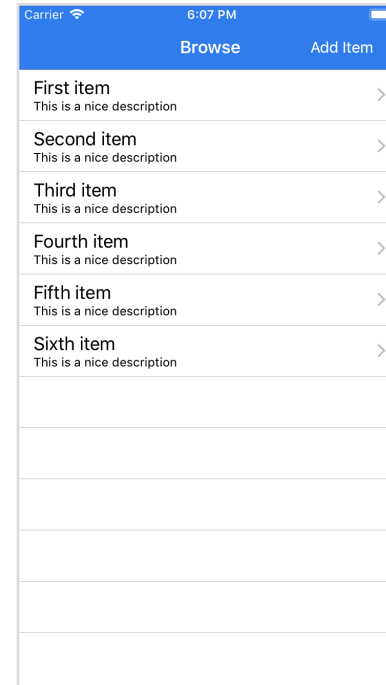 Carrier 6:07 PM
Browse Add Item
First item
This is a nice description
Second item
This is a nice description
Third item
This is a nice description
Fourth item
This is a nice description
Fifth item
This is a nice description
Sixth item
This is a nice description